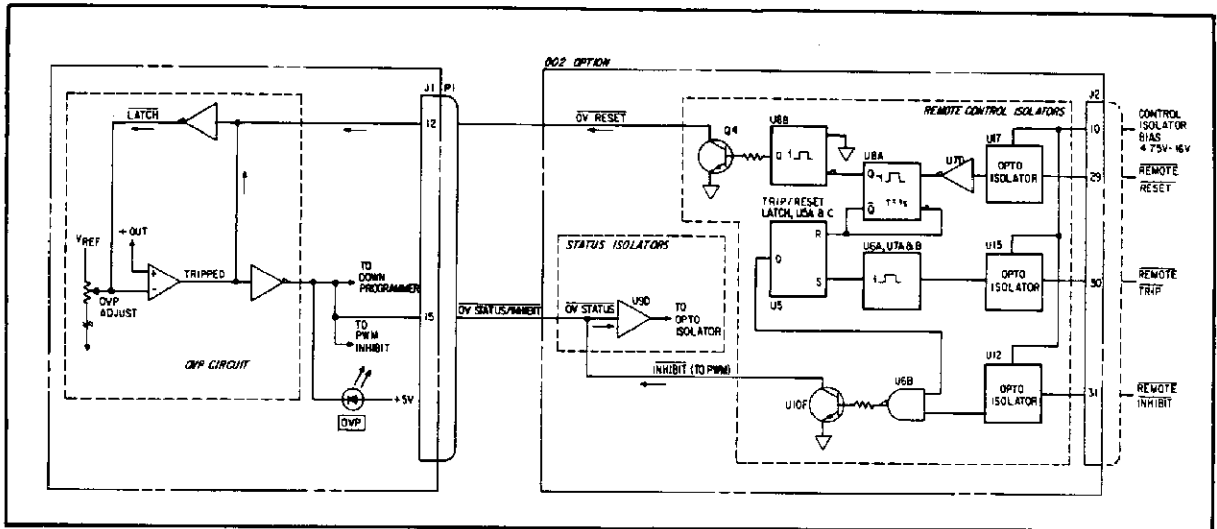 002 OPTION
J1
P1
LATCH
12
OV RESET
Q4
U8B
Q
REMOTE CONTROL ISOLATORS
U8A
Q
Q
U7D
U17
OPTO
ISOLATOR
J2
10
29
CONTROL
ISOLATOR
BIAS
4.75V-16V
REMOTE
RESET
VREF
+OUT
+
-
TRIPPED
OVP
ADJUST
OVP CIRCUIT
TO
DOWN
PROGRAMMER
TO
PWM
INHIBIT
15
OVP
+5V
OV STATUS/INHIBIT
STATUS ISOLATORS
OV STATUS
U9D
TO
OPTO
ISOLATOR
INHIBIT (TO PWM)
TRIP/RESET
LATCH, U5A & C
R
Q
S
U5
U6A, U7A & B
U15
OPTO
ISOLATOR
30
REMOTE
TRIP
U10F
U6B
U12
OPTO
ISOLATOR
31
REMOTE
INHIBIT